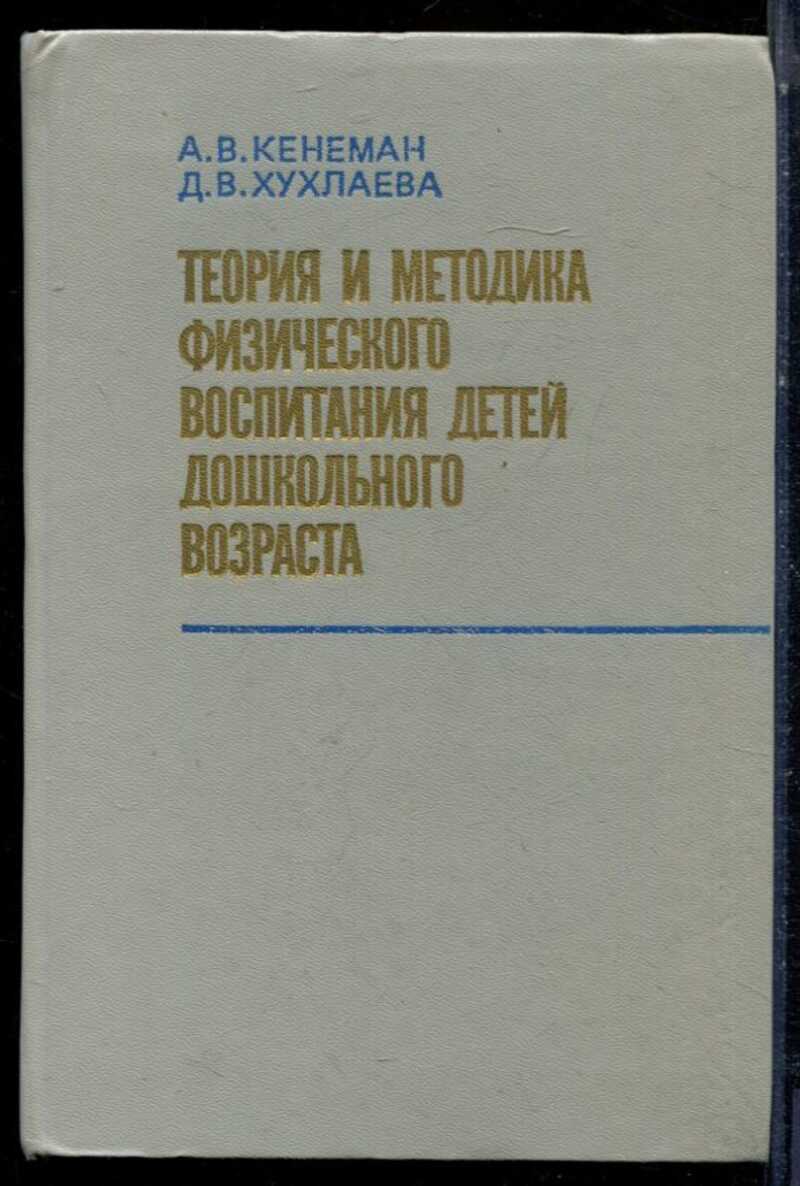 А.В.КЕНЕМАН
Д.В.ХУХЛАЕВА
ТЕОРИЯ И МЕТОДИКА
ФИЗИЧЕСКОГО
ВОСПИТАНИЯ ДЕТЕЙ
ДОШКОЛЬНОГО
ВОЗРАСТА